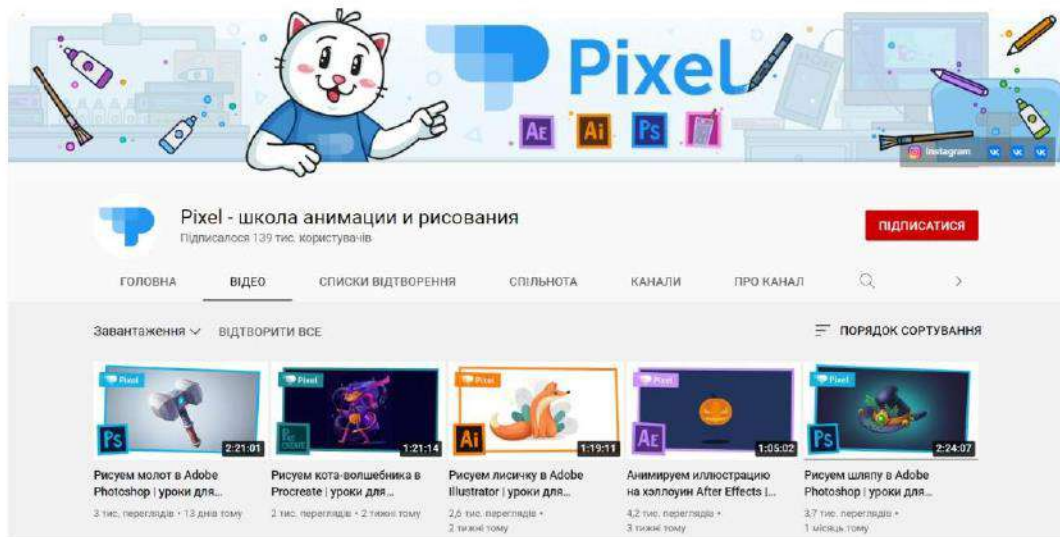 Pixel
AE Ai Ps
Instagram
Pixel - школа анимации и рисования
Підписалося 139 тис. користувачів
ПІДПИСАТИСЯ
ГОЛОВНА ВІДЕО СПИСКИ ВІДТВОРЕННЯ СПІЛЬНОТА КАНАЛИ ПРО КАНАЛ
Завантаження ВІДТВОРИТИ ВСЕ ПОРЯДОК СОРТУВАННЯ
Pixel Pixel Pixel Pixel Pixel
Ps PRO CREATE Ai AE Ps
2:21:01 1:21:14 1:19:11 1:05:02 2:24:07
Рисуем молот в Adobe
Photoshop | уроки для...
3 тис. переглядів • 13 днів тому
Рисуем кота-волшебника в
Procreate | уроки для...
2 тис. переглядів • 2 тижні тому
Рисуем лисичку в Adobe
Illustrator | уроки для...
2,6 тис. переглядів •
2 тижні тому
Анимируем иллюстрацию
на хэллоуин After Effects |...
4,2 тис. переглядів •
3 тижні тому
Рисуем шляпу в Adobe
Photoshop | уроки для...
3,7 тис. переглядів •
1 місяць тому